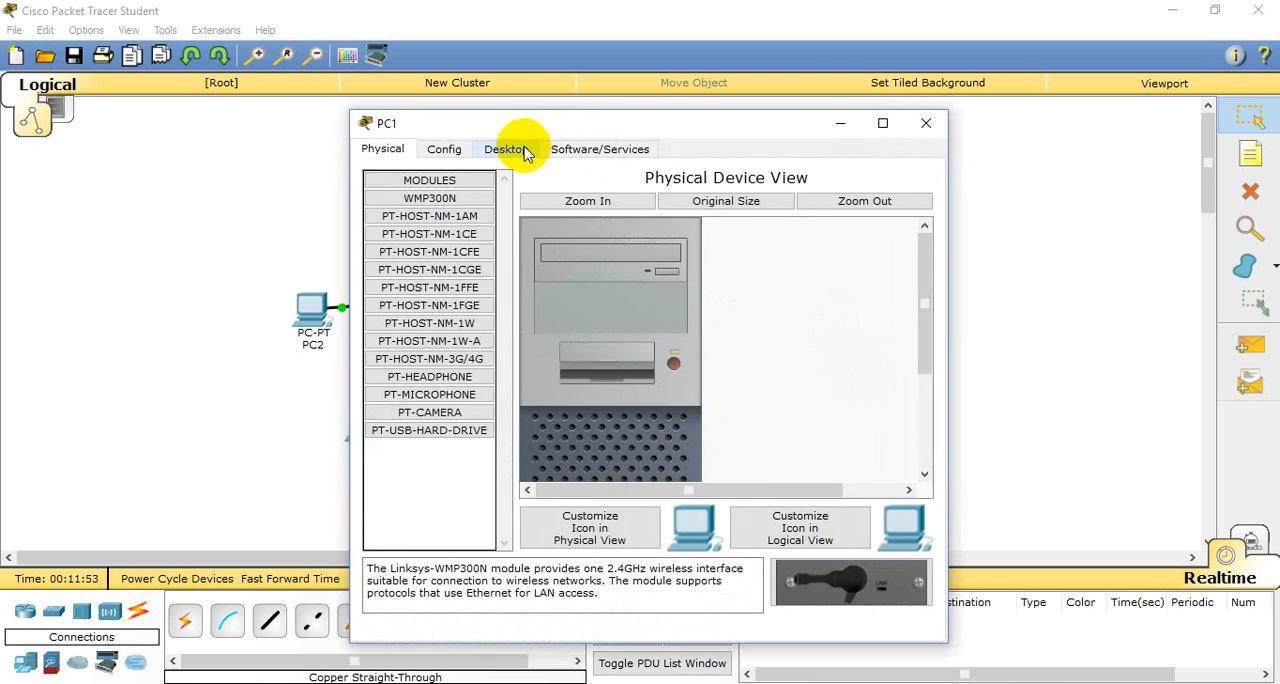 Cisco Packet Tracer Student
File Edit Options View Tools Extensions Help
Logical [Root] New Cluster Move Object Set Tiled Background Viewport
PC1
Physical Config Desktop Software/Services
MODULES
WMP300N
PT-HOST-NM-1AM
PT-HOST-NM-1CE
PT-HOST-NM-1CFE
PT-HOST-NM-1CGE
PT-HOST-NM-1FFE
PT-HOST-NM-1FGE
PT-HOST-NM-1W
PT-HOST-NM-1W-A
PT-HOST-NM-3G/4G
PT-HEADPHONE
PT-MICROPHONE
PT-CAMERA
PT-USB-HARD-DRIVE
Physical Device View
Zoom In Original Size Zoom Out
PC-PT
PC2
Customize
Icon in
Physical View
Customize
Icon in
Logical View
The Linksys-WMP300N module provides one 2.4GHz wireless interface
suitable for connection to wireless networks. The module supports
protocols that use Ethernet for LAN access.
Time: 00:11:53 Power Cycle Devices Fast Forward Time
Realtime
stination Type Color Time(sec) Periodic Num
Connections
Toggle PDU List Window
Copper Straight-Through